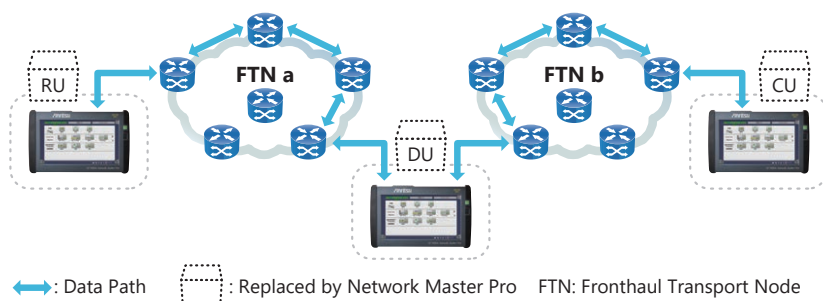 FTN a
FTN b
RU
CU
DU
: Data Path
: Replaced by Network Master Pro
FTN: Fronthaul Transport Node